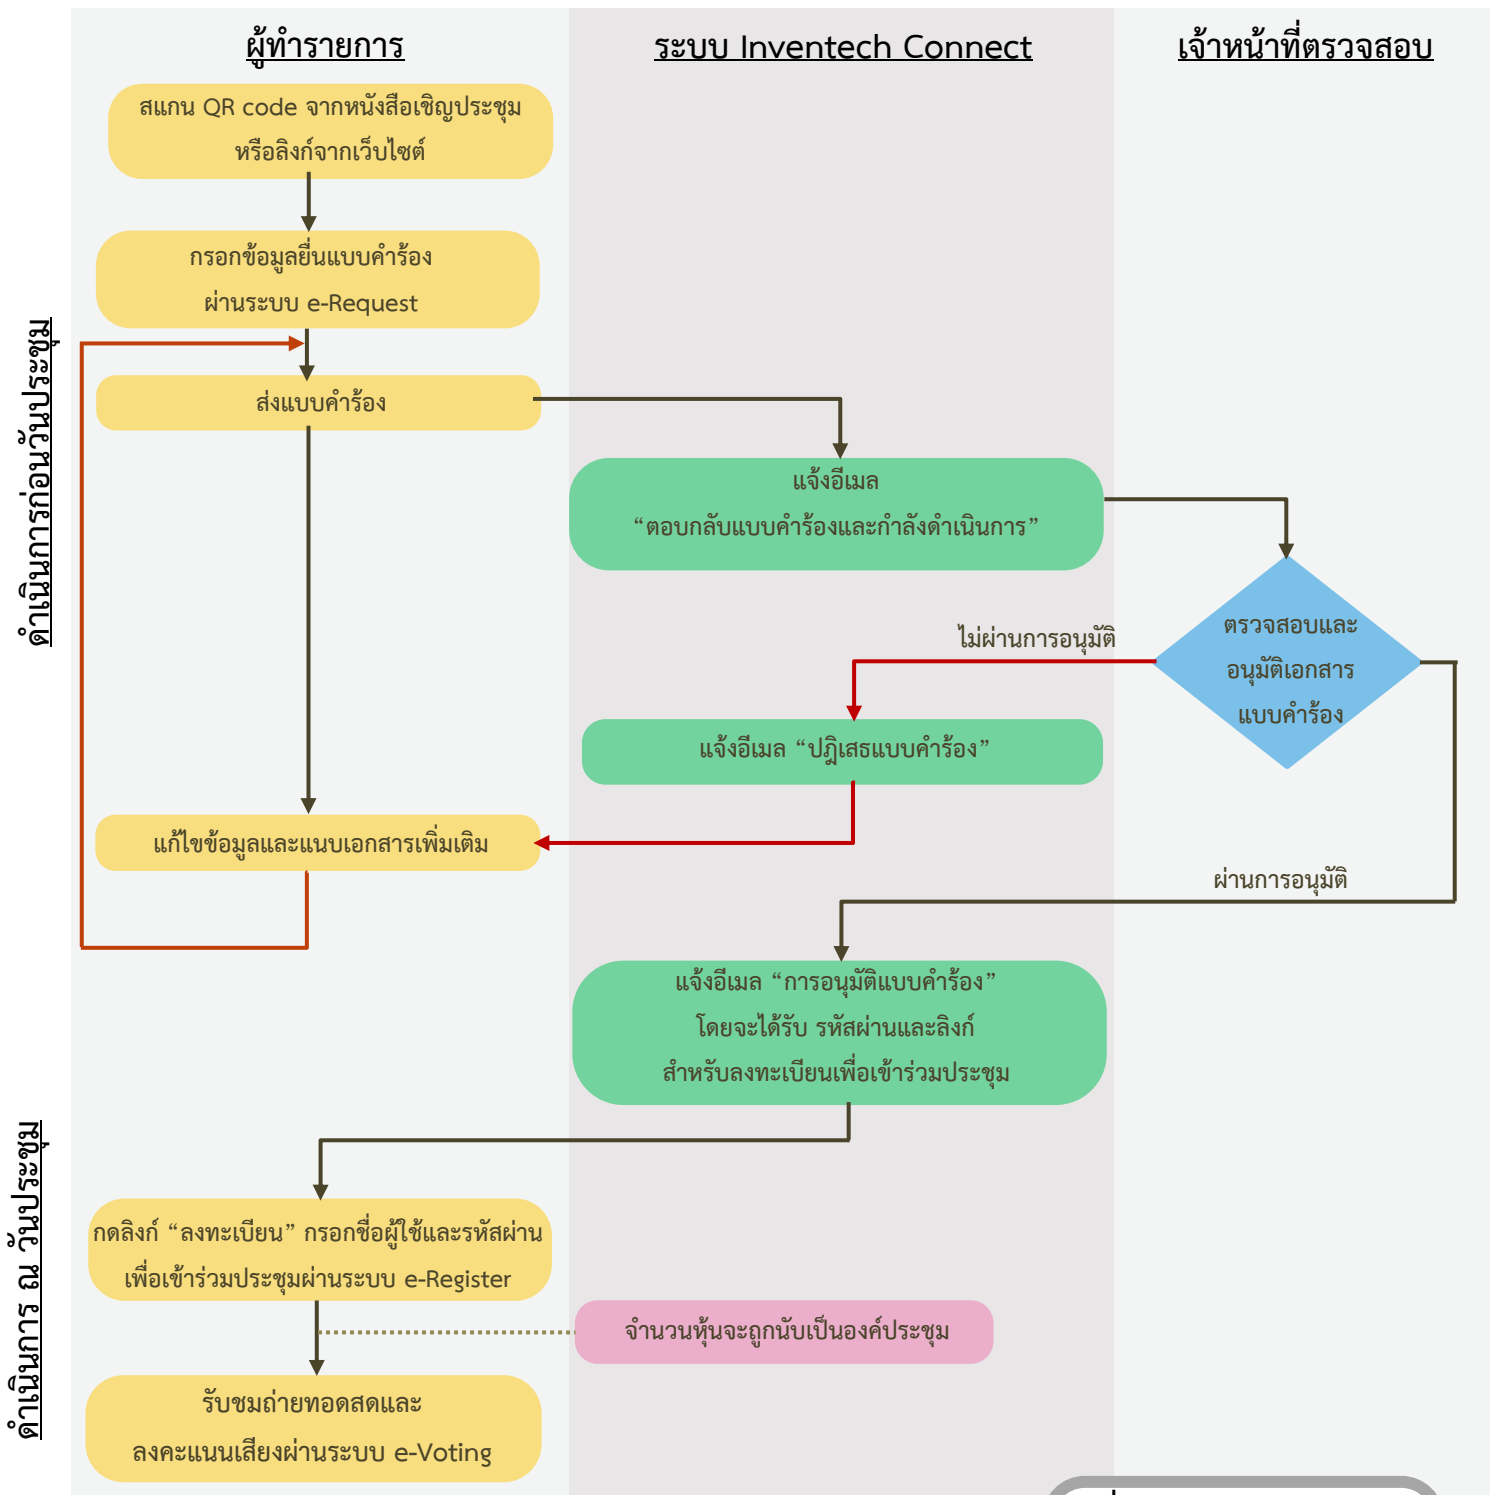 ผู้ทำรายการ
ระบบ Inventech Connect
เจ้าหน้าที่ตรวจสอบ
ดำเนินการก่อนวันประชุม
สแกน QR code จากหนังสือเชิญประชุม
หรือลิงก์จากเว็บไซต์
กรอกข้อมูลยื่นแบบคำร้อง
ผ่านระบบ e-Request
ส่งแบบคำร้อง
แจ้งอีเมล
“ตอบกลับแบบคำร้องและกำลังดำเนินการ”
ตรวจสอบและ
อนุมัติเอกสาร
แบบคำร้อง
ไม่ผ่านการอนุมัติ
แจ้งอีเมล “ปฎิเสธแบบคำร้อง”
แก้ไขข้อมูลและแนบเอกสารเพิ่มเติม
ผ่านการอนุมัติ
แจ้งอีเมล “การอนุมัติแบบคำร้อง”
โดยจะได้รับ รหัสผ่านและลิงก์
สำหรับลงทะเบียนเพื่อเข้าร่วมประชุม
ดำเนินการ ณ วันประชุม
กดลิงก์ “ลงทะเบียน” กรอกชื่อผู้ใช้และรหัสผ่าน
เพื่อเข้าร่วมประชุมผ่านระบบ e-Register
จำนวนหุ้นจะถูกนับเป็นองค์ประชุม
รับชมถ่ายทอดสดและ
ลงคะแนนเสียงผ่านระบบ e-Voting